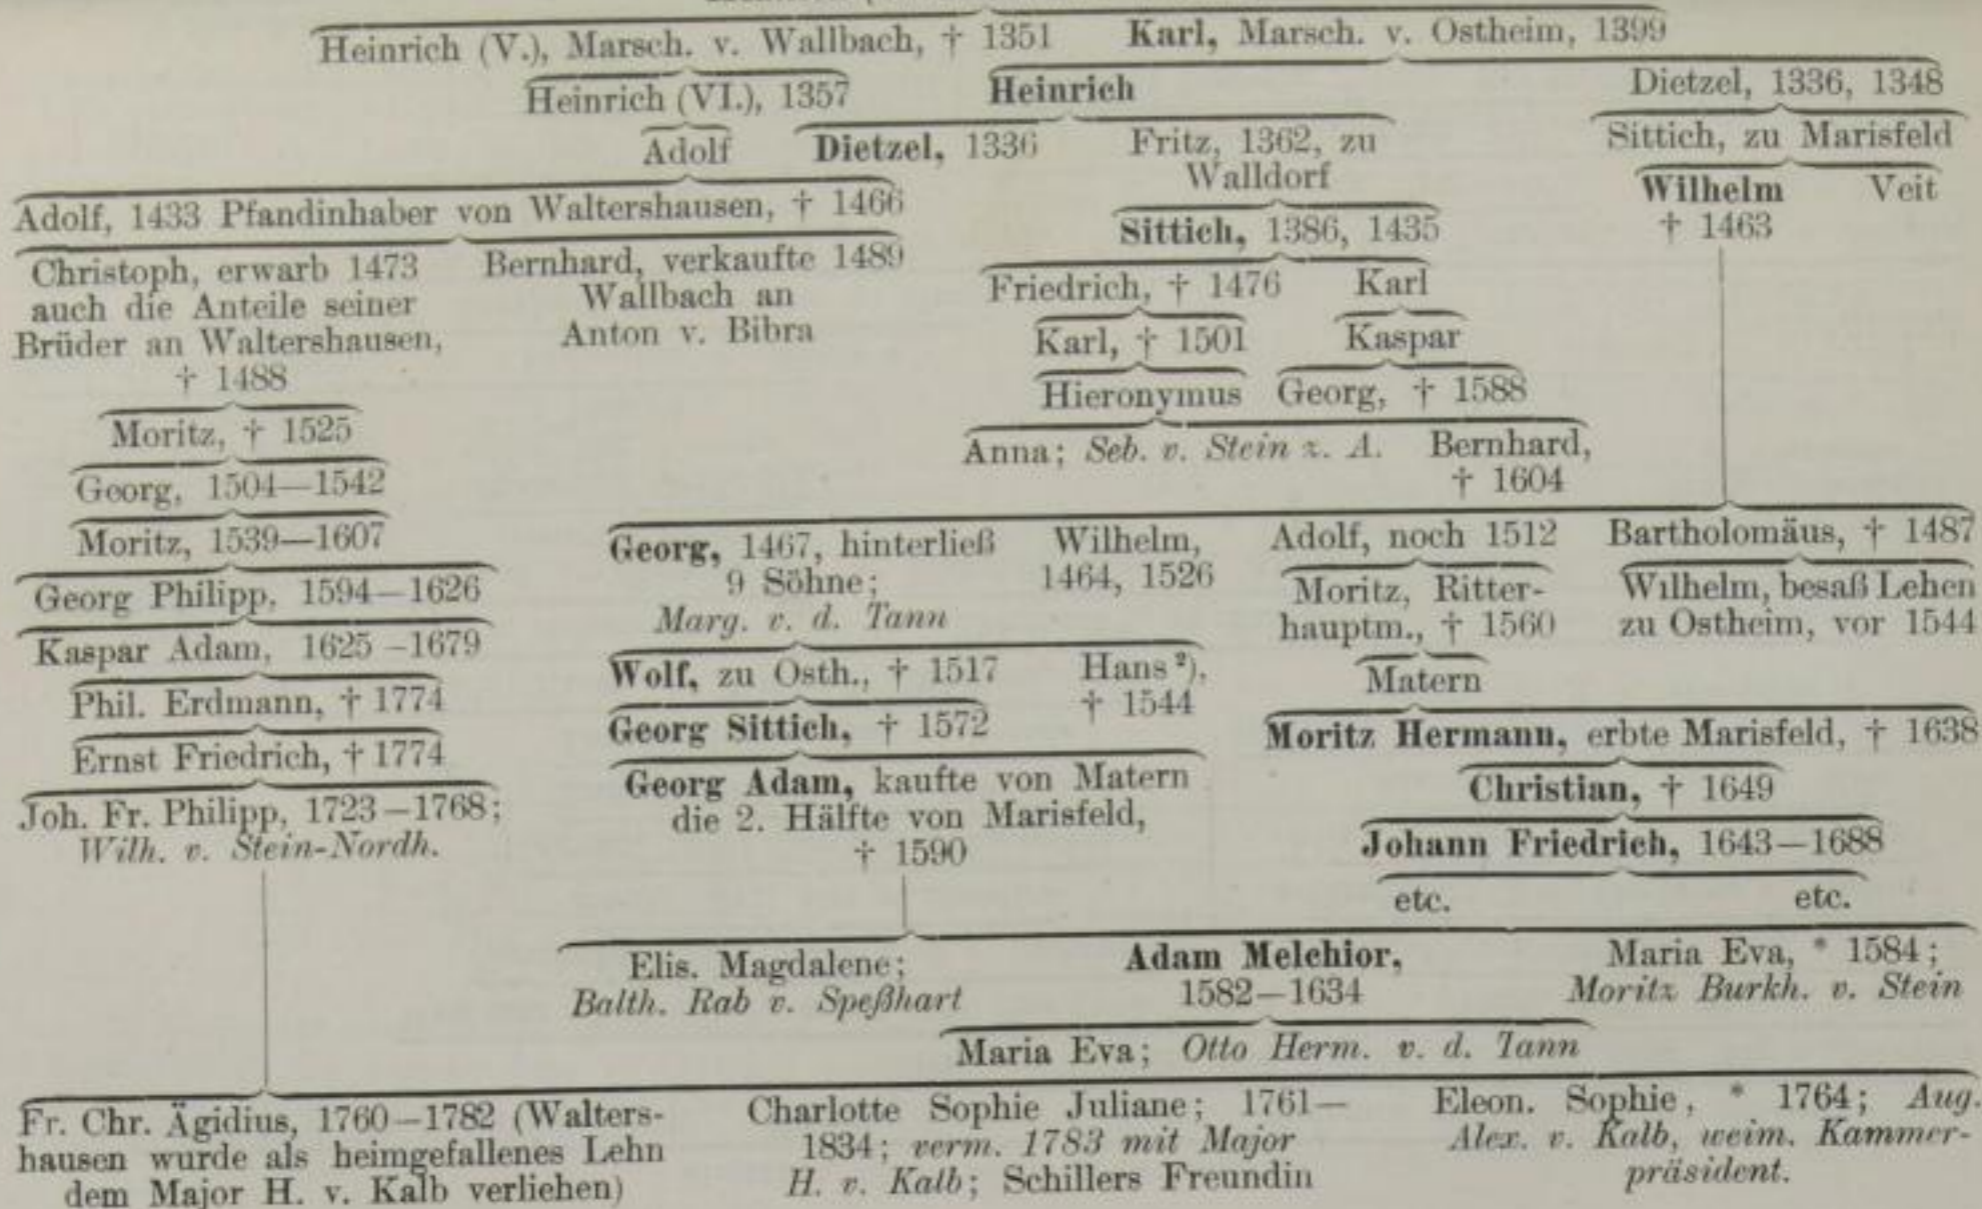 Heinrich (V.), Marsch. v. Wallbach, † 1351 Karl, Marsch. v. Ostheim, 1399
Heinrich (VI.), 1357 Heinrich Dietzel, 1336, 1348
Adolf Dietzel, 1336 Fritz, 1362, zu Sittich, zu Marisfeld
Walldorf Wilhelm Veit
Adolf, 1433 Pfandinhaber von Waltershausen, † 1466 Sittich, 1386, 1435 † 1463
Christoph, erwarb 1473
auch die Anteile seiner
Brüder an Waltershausen,
† 1488
Bernhard, verkaufte 1489
Wallbach an
Anton v. Bibra
Friedrich, † 1476 Karl
Karl, † 1501 Kaspar
Hieronymus Georg, † 1588
Anna; Seb. v. Stein z. A. Bernhard,
† 1604
Moritz, † 1525
Georg, 1504—1542
Moritz, 1539—1607
Georg Philipp, 1594—1626
Kaspar Adam, 1625—1679
Phil. Erdmann, † 1774
Ernst Friedrich, † 1774
Joh. Fr. Philipp, 1723—1768;
Wilh. v. Stein-Nordh.
Georg, 1467, hinterließ
9 Söhne;
Marg. v. d. Tann
Wilhelm,
1464, 1526
Adolf, noch 1512
Moritz, Ritter-
hauptm., † 1560
Matern
Bartholomäus, † 1487
Wilhelm, besaß Lehen
zu Ostheim, vor 1544
Wolf, zu Osth., † 1517
Hans ²),
† 1544
Georg Sittich, † 1572
Georg Adam, kaufte von Matern
die 2. Hälfte von Marisfeld,
† 1590
Moritz Hermann, erbte Marisfeld, † 1638
Christian, † 1649
Johann Friedrich, 1643—1688
etc. etc.
Elis. Magdalene;
Balth. Rab v. Speßhart
Adam Melchior,
1582—1634
Maria Eva, * 1584;
Moritz Burkh. v. Stein
Maria Eva; Otto Herm. v. d. Tann
Fr. Chr. Ägidius, 1760—1782 (Walters-
hausen wurde als heimgefallenes Lehn
dem Major H. v. Kalb verliehen)
Charlotte Sophie Juliane; 1761—
1834; verm. 1783 mit Major
H. v. Kalb; Schillers Freundin
Eleon. Sophie, * 1764; Aug.
Alex. v. Kalb, weim. Kammer-
präsident.